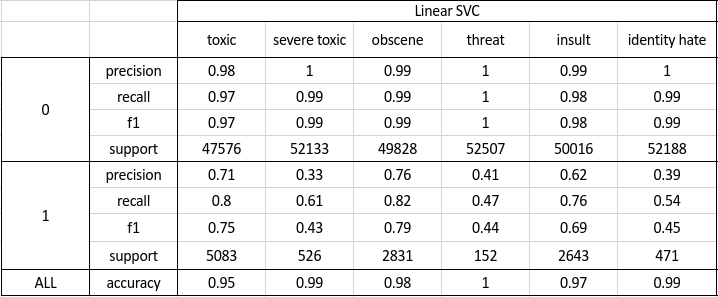 Linear SVC
toxic severe toxic obscene threat insult identity hate
precision 0.98 1 0.99 1 0.99 1
recall 0.97 0.99 0.99 1 0.98 0.99
0
f1 0.97 0.99 0.99 1 0.98 0.99
support 47576 52133 49828 52507 50016 52188
precision 0.71 0.33 0.76 0.41 0.62 0.39
recall 0.8 0.61 0.82 0.47 0.76 0.54
1
f1 0.75 0.43 0.79 0.44 0.69 0.45
support 5083 526 2831 152 2643 471
ALL accuracy 0.95 0.99 0.98 1 0.97 0.99